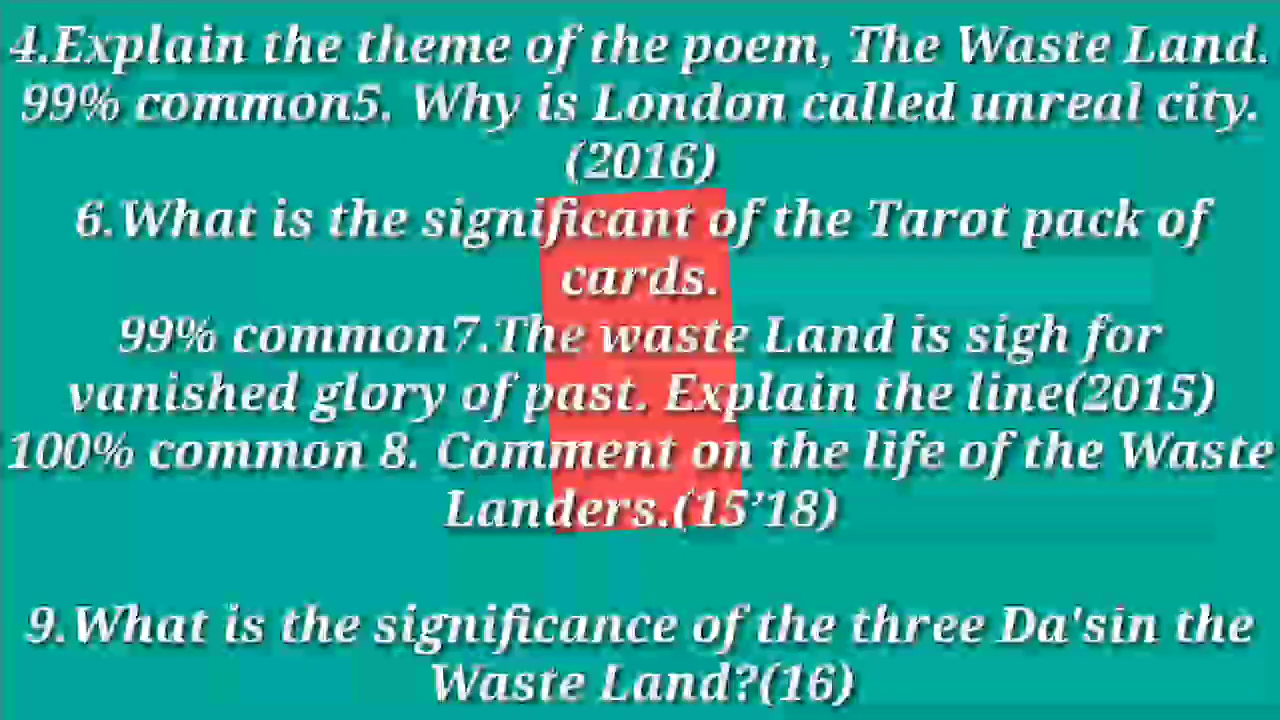 4.Explain the theme of the poem, The Waste Land.
99% common5. Why is London called unreal city.
(2016)
6.What is the significant of the Tarot pack of
cards.
99% common7.The waste Land is sigh for
vanished glory of past. Explain the line(2015)
100% common 8. Comment on the life of the Waste
Landers.(15’18)
9.What is the significance of the three Da'sin the
Waste Land?(16)